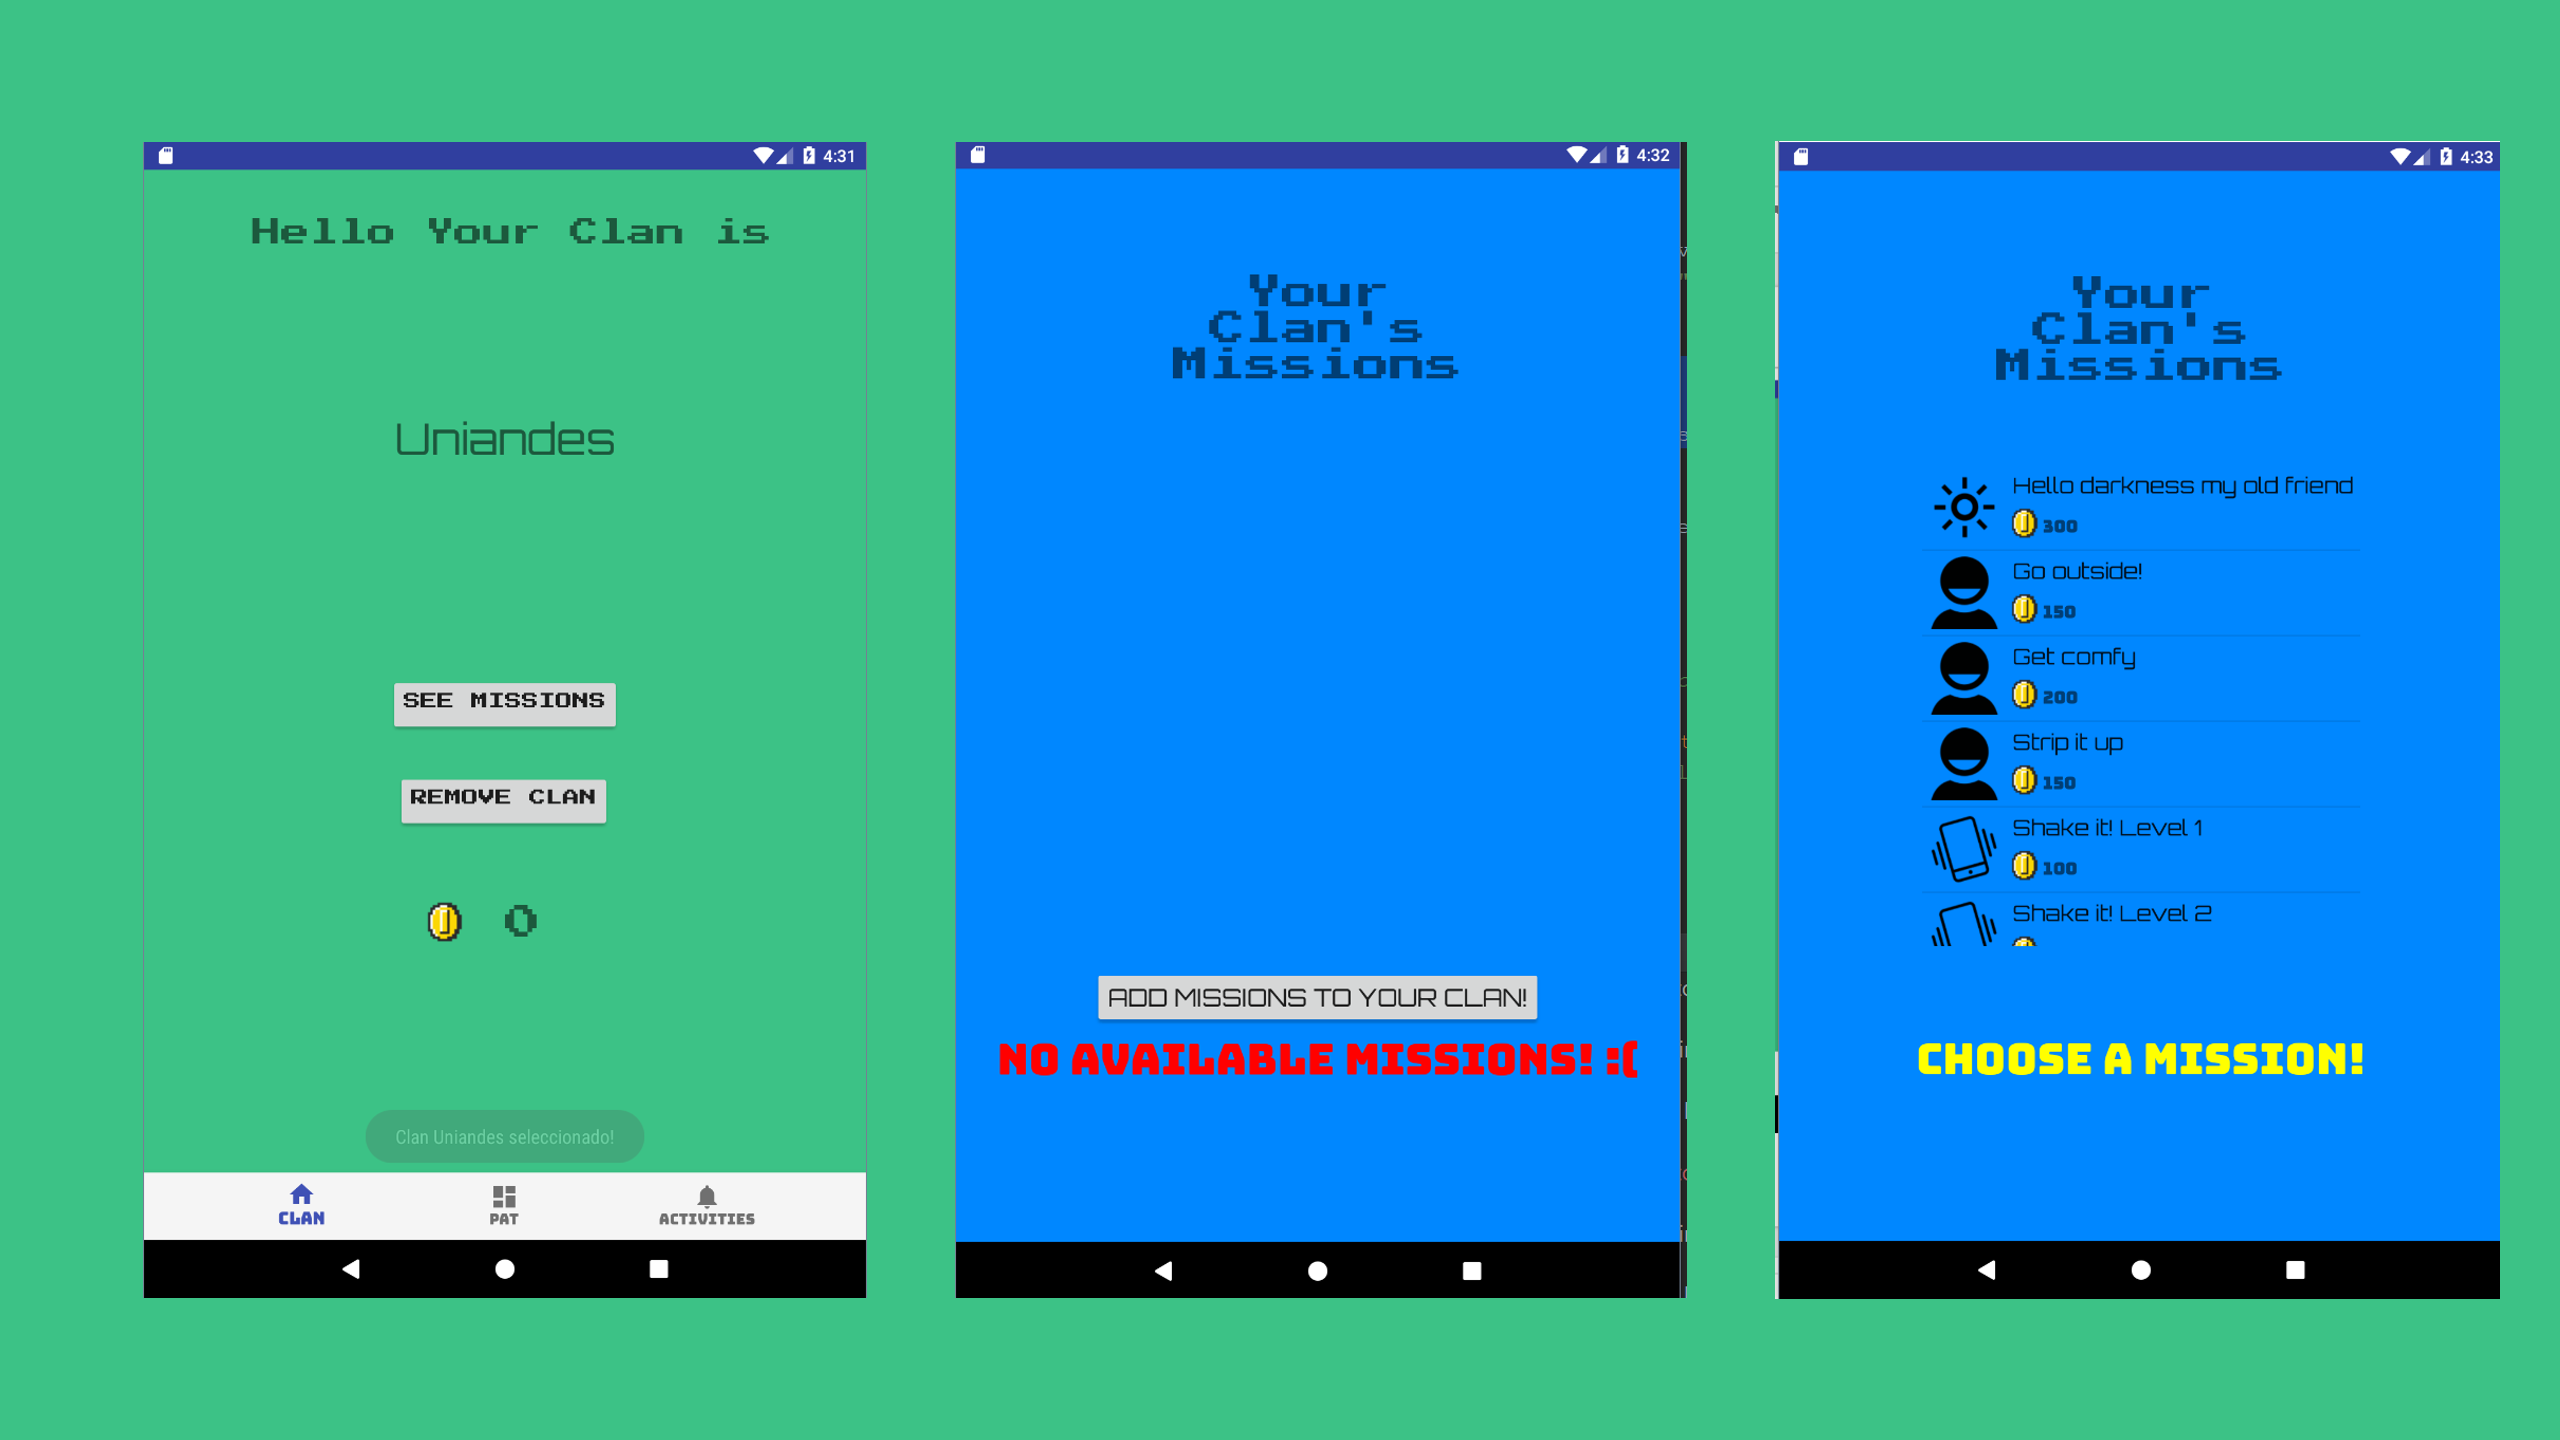 4:31
Hello Your Clan is
Uniandes
SEE MISSIONS
REMOVE CLAN
0
Clan Uniandes seleccionado!
CLAN
PAT
ACTIVITIES
4:32
Your
Clan's
Missions
ADD MISSIONS TO YOUR CLAN!
NO AVAILABLE MISSIONS! :(
4:33
Your
Clan's
Missions
Hello darkness my old friend
300
Go outside!
150
Get comfy
200
Strip it up
150
Shake it! Level 1
100
Shake it! Level 2
CHOOSE A MISSION!